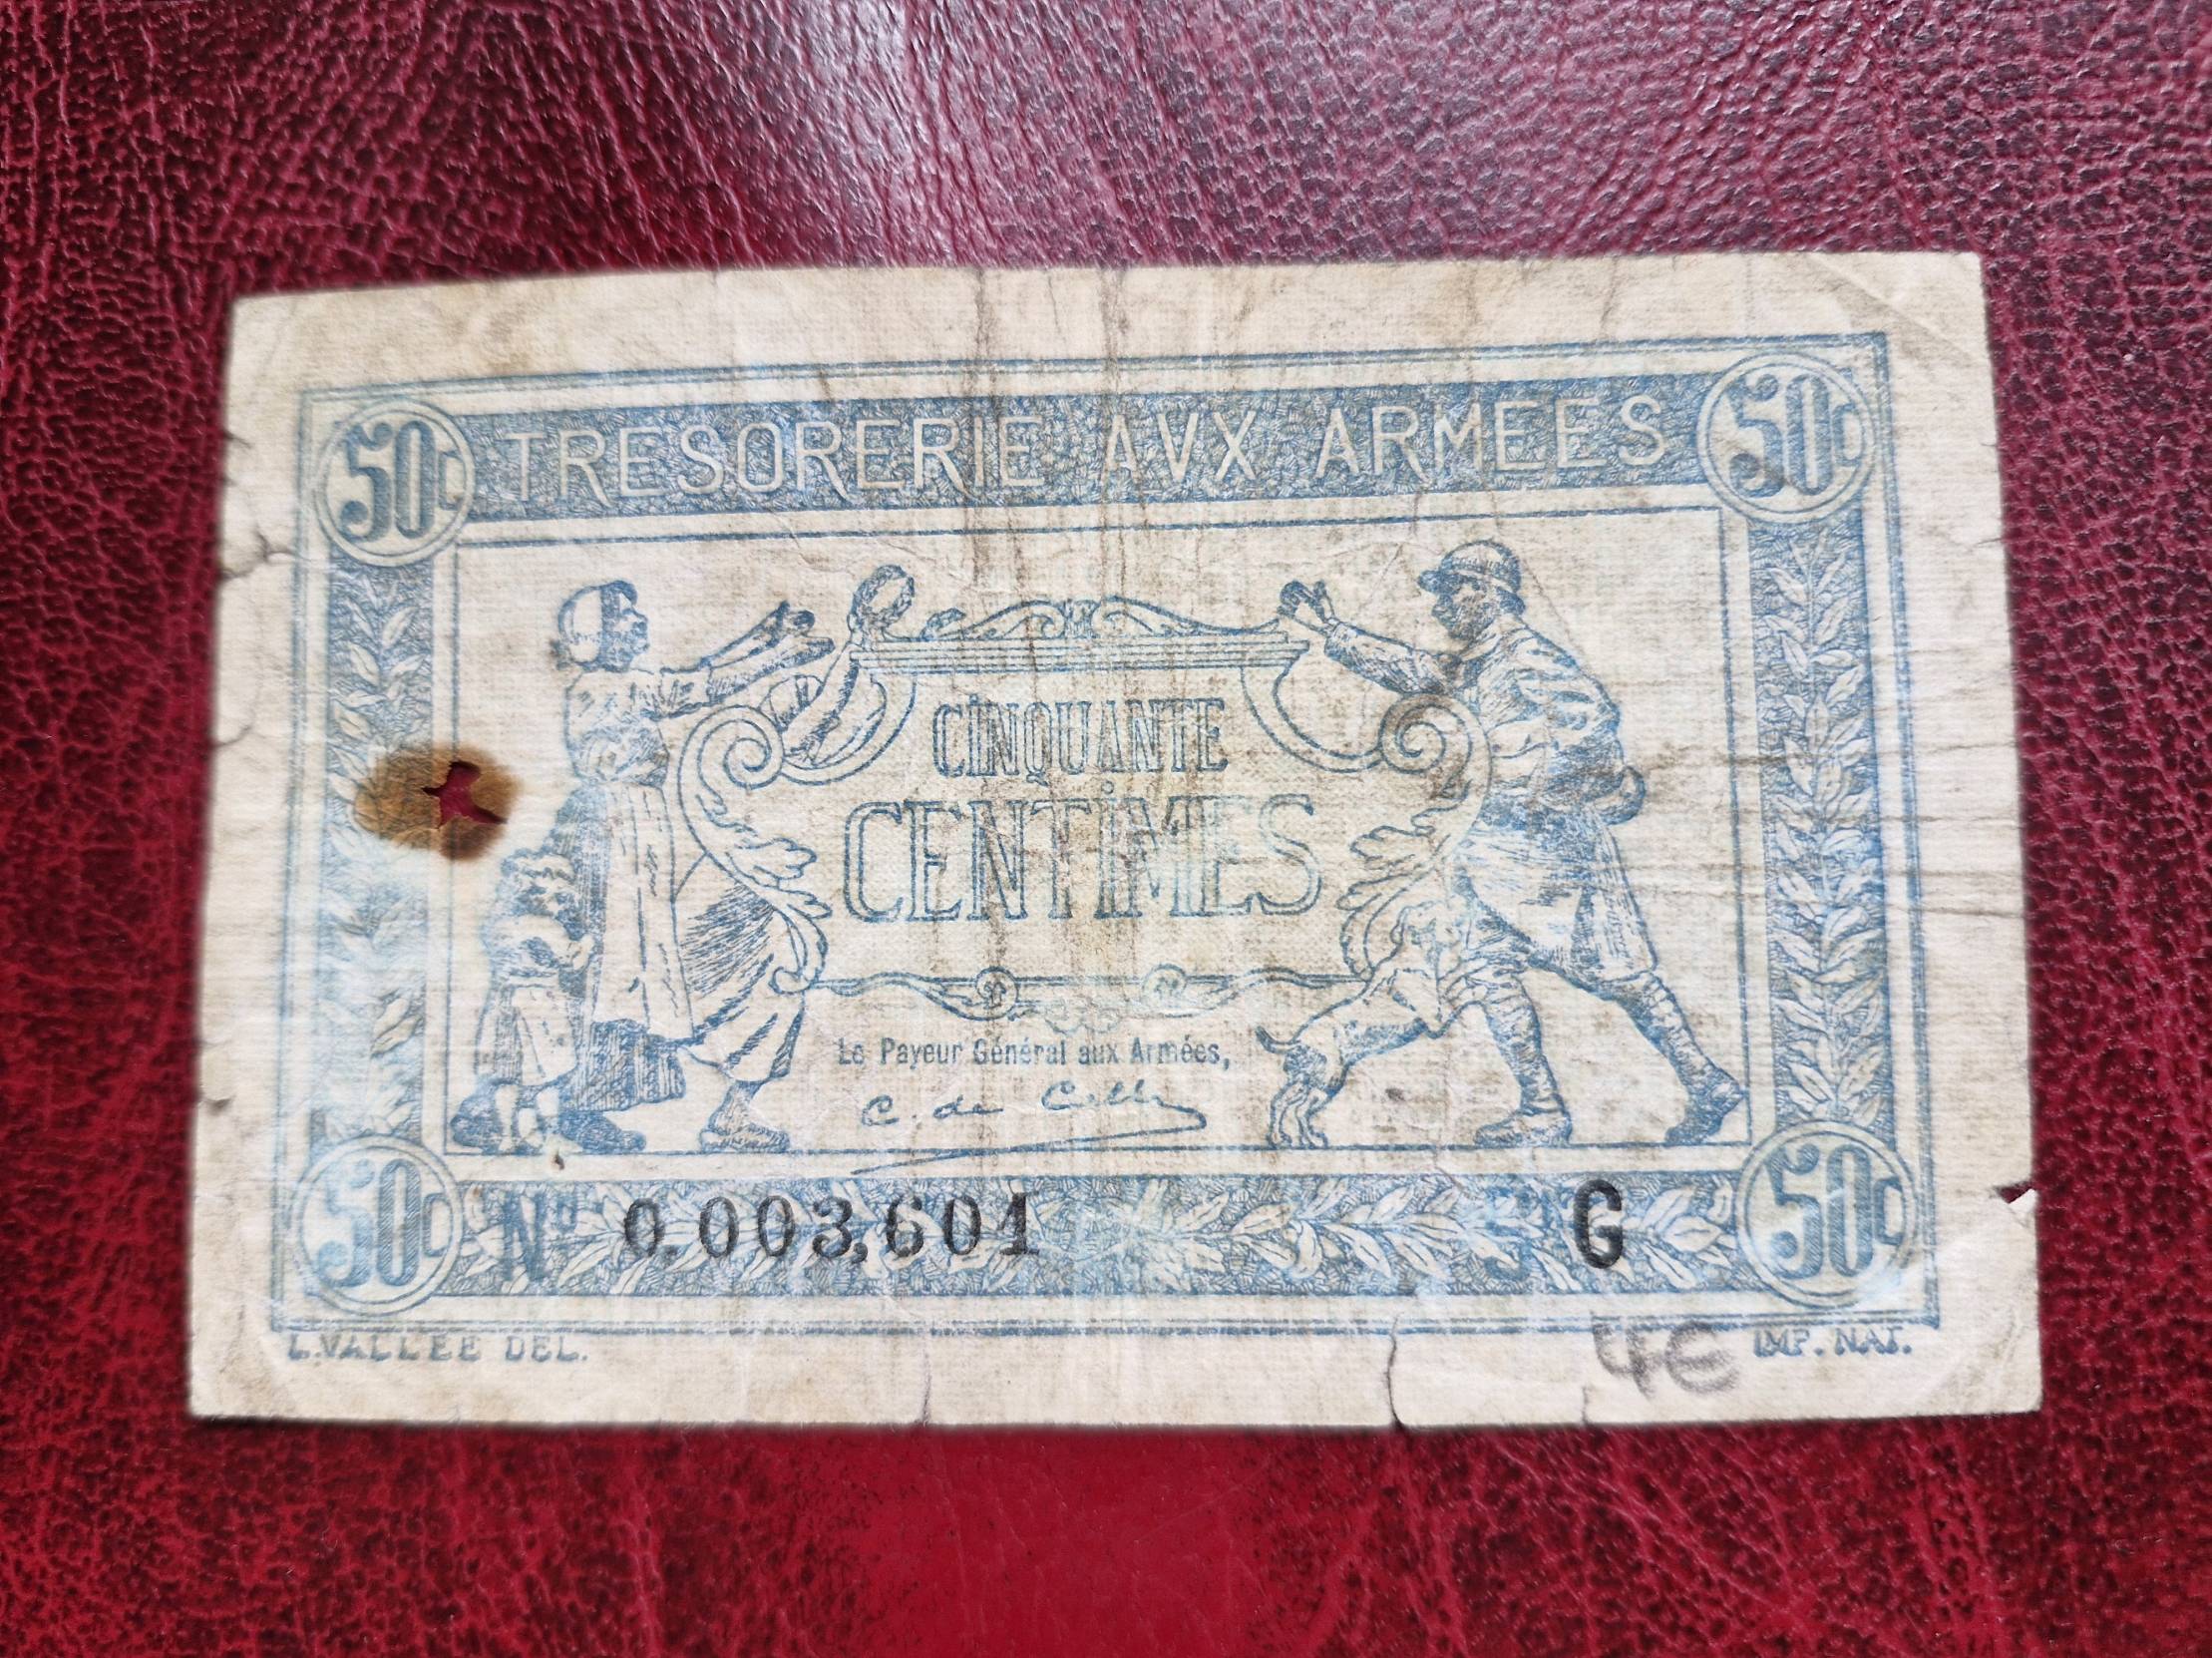 50c TRESORERIE AVX ARMEES 50c
CINQUANTE
CENTIMES
Le Payeur Général aux Armées,
50c No 0,003,601 G 50c
L.VALLEE DEL. 4€ IMP. NAT.